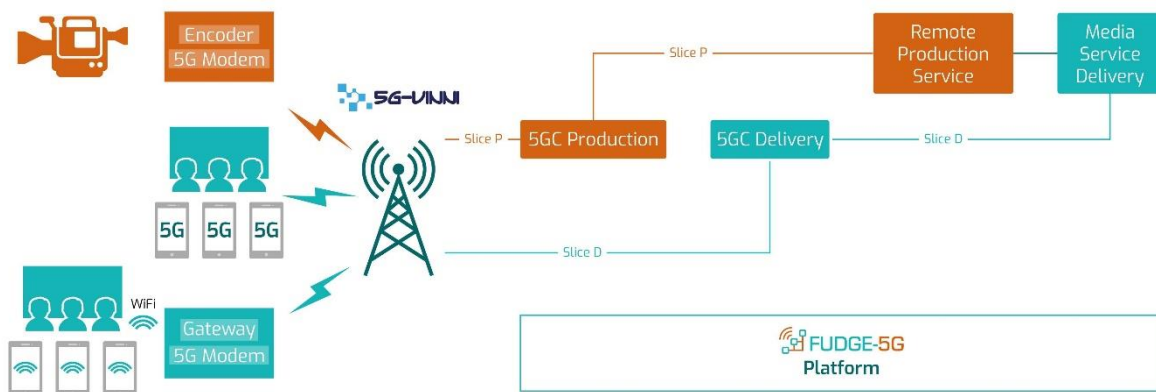 Encoder
5G Modem
5G-VINNI
Slice P
5GC Production
Slice P
Remote
Production
Service
Media
Service
Delivery
5GC Delivery
Slice D
5G
5G
5G
Slice D
WiFi
Gateway
5G Modem
FUDGE-5G
Platform